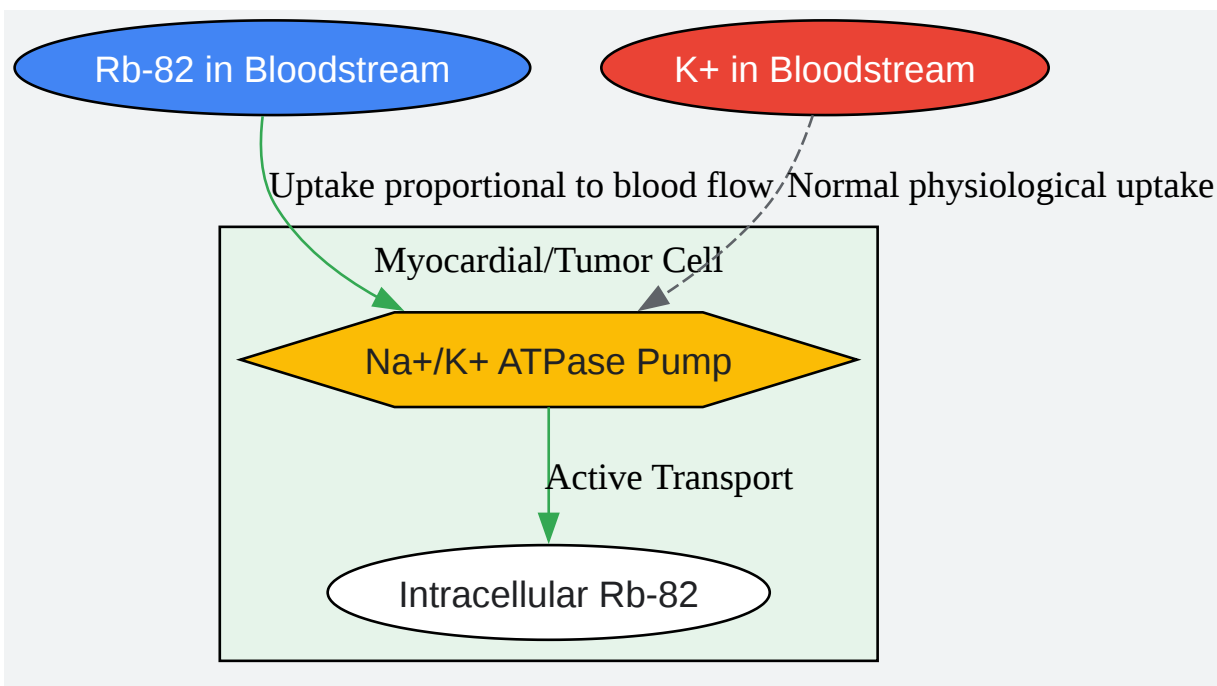 Rb-82 in Bloodstream
K+ in Bloodstream
Uptake proportional to blood flow
Normal physiological uptake
Myocardial/Tumor Cell
Na+/K+ ATPase Pump
Active Transport
Intracellular Rb-82